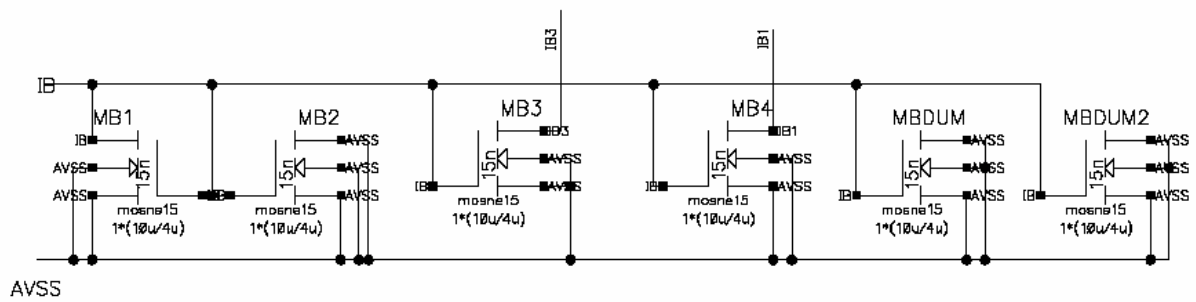 IB3
IB1
IB
MB1
MB2
MB3
MB4
MBDUM
MBDUM2
IB
AVSS
IB3
IB1
AVSS
AVSS
AVSS
15n
AVSS
15n
AVSS
15n
AVSS
15n
AVSS
15n
AVSS
15n
AVSS
AVSS
IB
AVSS
IB
AVSS
IB
AVSS
IB
AVSS
IB
AVSS
mosne15
mosne15
mosne15
mosne15
mosne15
mosne15
1*(10u/4u)
1*(10u/4u)
1*(10u/4u)
1*(10u/4u)
1*(10u/4u)
1*(10u/4u)
AVSS